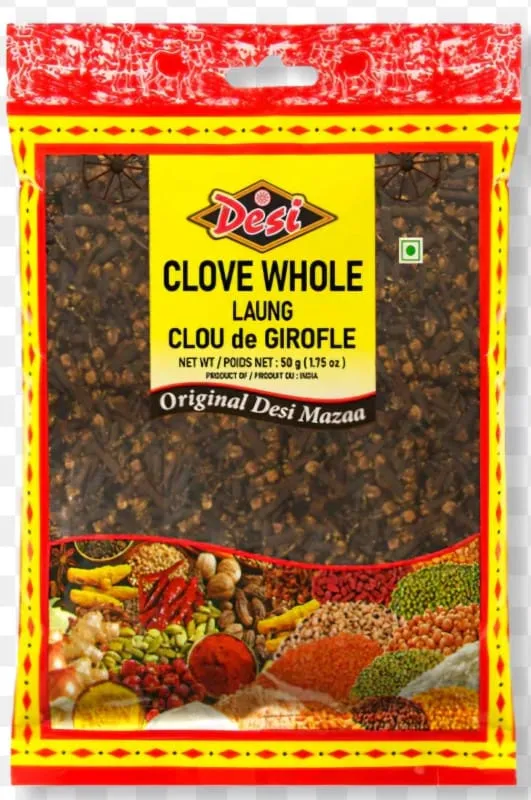 Desi
CLOVE WHOLE
LAUNG
CLOU de GIROFLE
NET WT / POIDS NET : 50 g ( 1.75 oz )
PRODUCT OF / PRODUIT DU : INDIA
Original Desi Mazaa